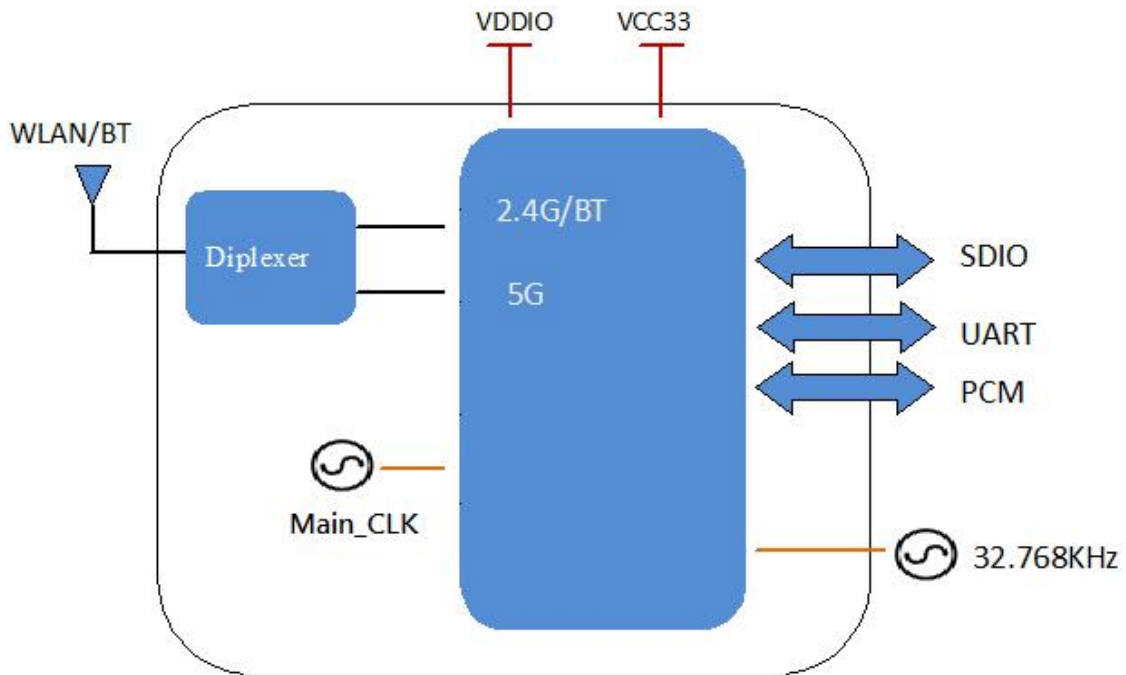 VDDIO
VCC33
WLAN/BT
2.4G/BT
Diplexer
SDIO
5G
UART
PCM
Main_CLK
32.768KHz